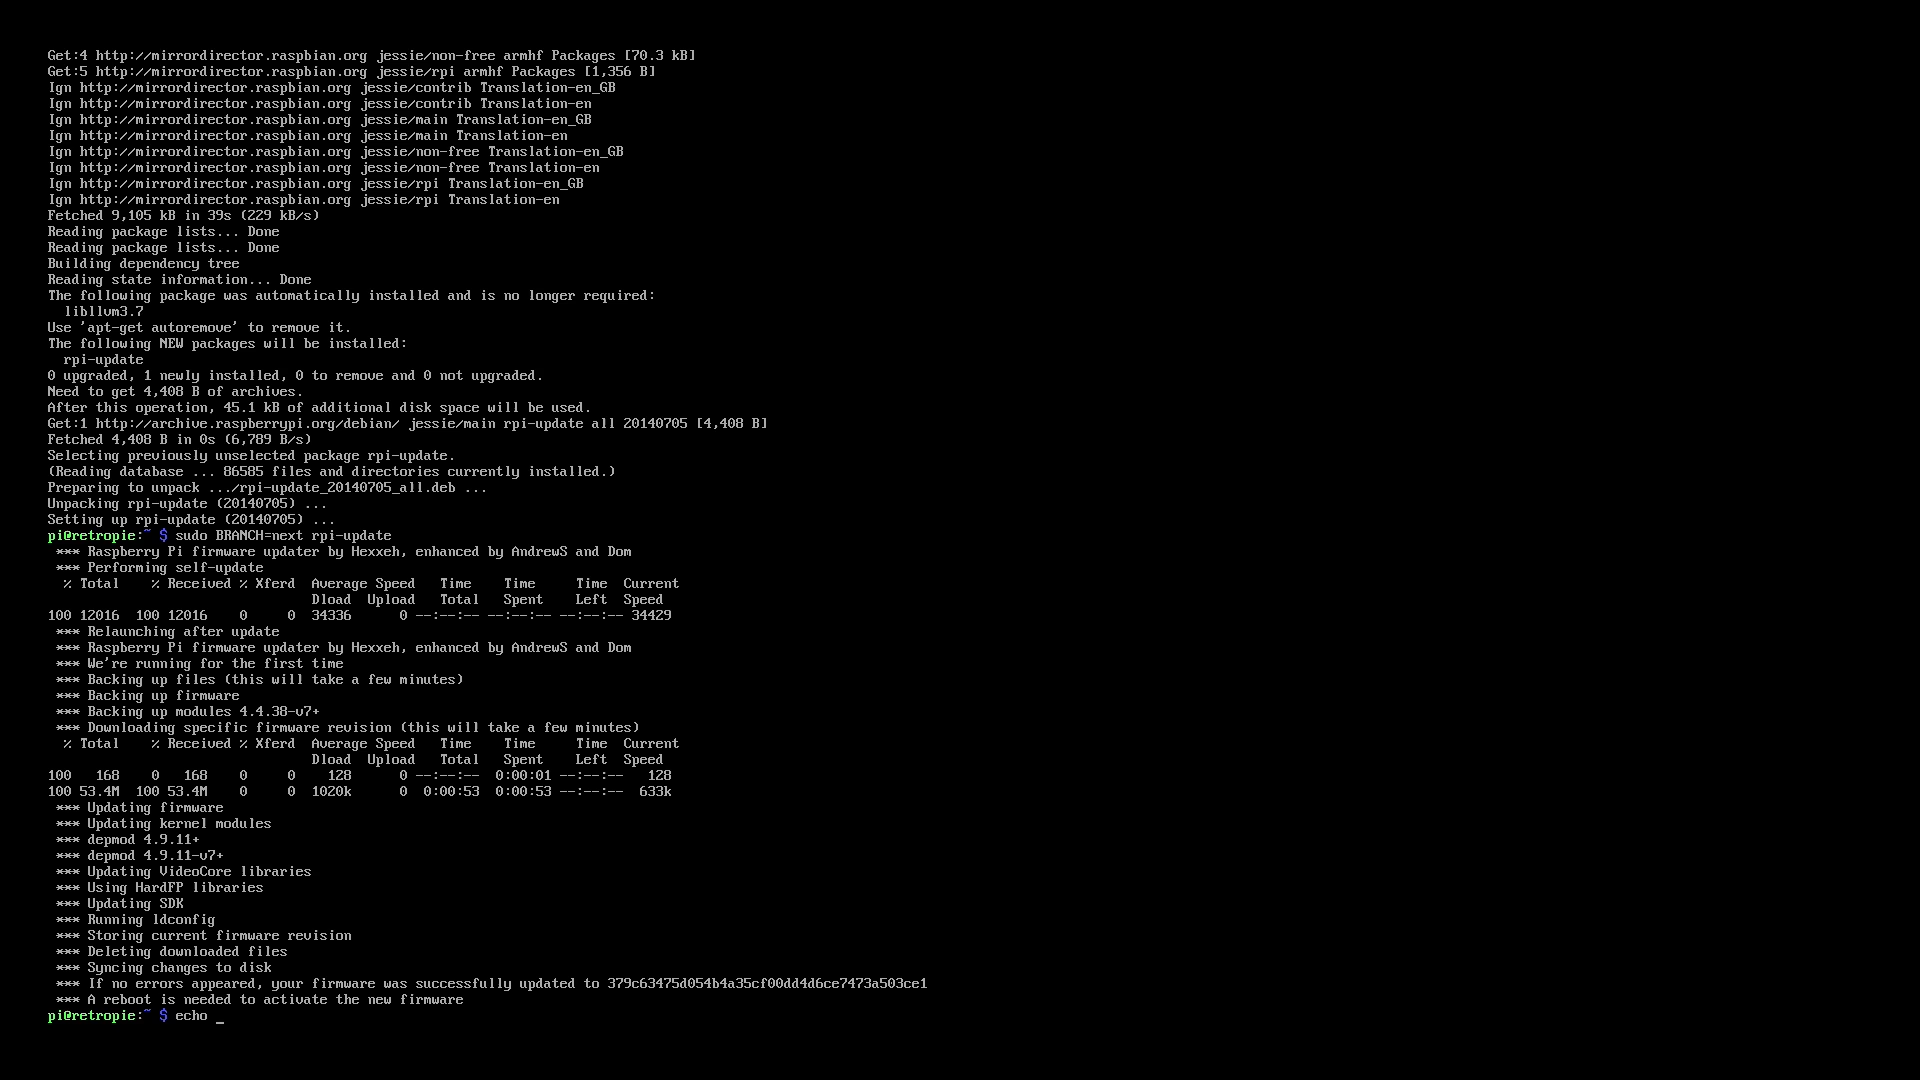 Get:4 http://mirrordirector.raspbian.org jessie/non-free armhf Packages [70.3 kB]
Get:5 http://mirrordirector.raspbian.org jessie/rpi armhf Packages [1,356 B]
Ign http://mirrordirector.raspbian.org jessie/contrib Translation-en_GB
Ign http://mirrordirector.raspbian.org jessie/contrib Translation-en
Ign http://mirrordirector.raspbian.org jessie/main Translation-en_GB
Ign http://mirrordirector.raspbian.org jessie/main Translation-en
Ign http://mirrordirector.raspbian.org jessie/non-free Translation-en_GB
Ign http://mirrordirector.raspbian.org jessie/non-free Translation-en
Ign http://mirrordirector.raspbian.org jessie/rpi Translation-en_GB
Ign http://mirrordirector.raspbian.org jessie/rpi Translation-en
Fetched 9,105 kB in 39s (229 kB/s)
Reading package lists... Done
Reading package lists... Done
Building dependency tree
Reading state information... Done
The following package was automatically installed and is no longer required:
  libllvm3.7
Use 'apt-get autoremove' to remove it.
The following NEW packages will be installed:
  rpi-update
0 upgraded, 1 newly installed, 0 to remove and 0 not upgraded.
Need to get 4,408 B of archives.
After this operation, 45.1 kB of additional disk space will be used.
Get:1 http://archive.raspberrypi.org/debian/ jessie/main rpi-update all 20140705 [4,408 B]
Fetched 4,408 B in 0s (6,789 B/s)
Selecting previously unselected package rpi-update.
(Reading database ... 86585 files and directories currently installed.)
Preparing to unpack .../rpi-update_20140705_all.deb ...
Unpacking rpi-update (20140705) ...
Setting up rpi-update (20140705) ...
pi@retropie:~ $ sudo BRANCH=next rpi-update
 *** Raspberry Pi firmware updater by Hexxeh, enhanced by AndrewS and Dom
 *** Performing self-update
  % Total    % Received % Xferd  Average Speed   Time    Time     Time  Current
                                 Dload  Upload   Total   Spent    Left  Speed
100 12016  100 12016    0     0  34336      0 --:--:-- --:--:-- --:--:-- 34429
 *** Relaunching after update
 *** Raspberry Pi firmware updater by Hexxeh, enhanced by AndrewS and Dom
 *** We're running for the first time
 *** Backing up files (this will take a few minutes)
 *** Backing up firmware
 *** Backing up modules 4.4.38-v7+
 *** Downloading specific firmware revision (this will take a few minutes)
  % Total    % Received % Xferd  Average Speed   Time    Time     Time  Current
                                 Dload  Upload   Total   Spent    Left  Speed
100   168    0   168    0     0    128      0 --:--:--  0:00:01 --:--:--   128
100 53.4M  100 53.4M    0     0  1020k      0  0:00:53  0:00:53 --:--:--  633k
 *** Updating firmware
 *** Updating kernel modules
 *** depmod 4.9.11+
 *** depmod 4.9.11-v7+
 *** Updating VideoCore libraries
 *** Using HardFP libraries
 *** Updating SDK
 *** Running ldconfig
 *** Storing current firmware revision
 *** Deleting downloaded files
 *** Syncing changes to disk
 *** If no errors appeared, your firmware was successfully updated to 379c63475d054b4a35cf00dd4d6ce7473a503ce1
 *** A reboot is needed to activate the new firmware
pi@retropie:~ $ echo _